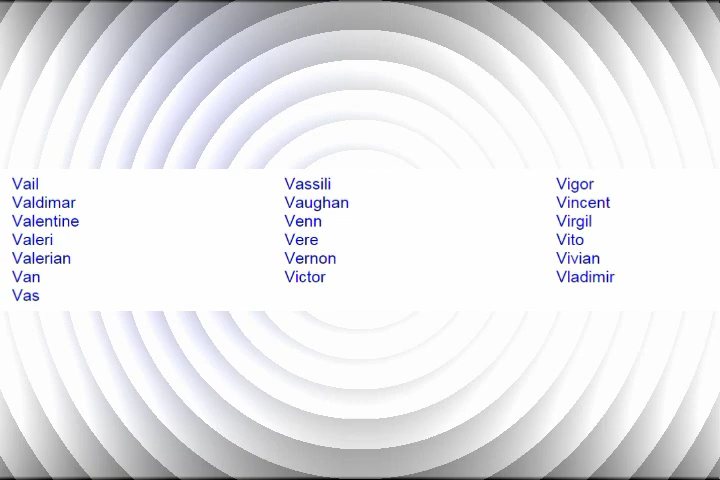 Vail
Valdimar
Valentine
Valeri
Valerian
Van
Vas
Vassili
Vaughan
Venn
Vere
Vernon
Victor
Vigor
Vincent
Virgil
Vito
Vivian
Vladimir